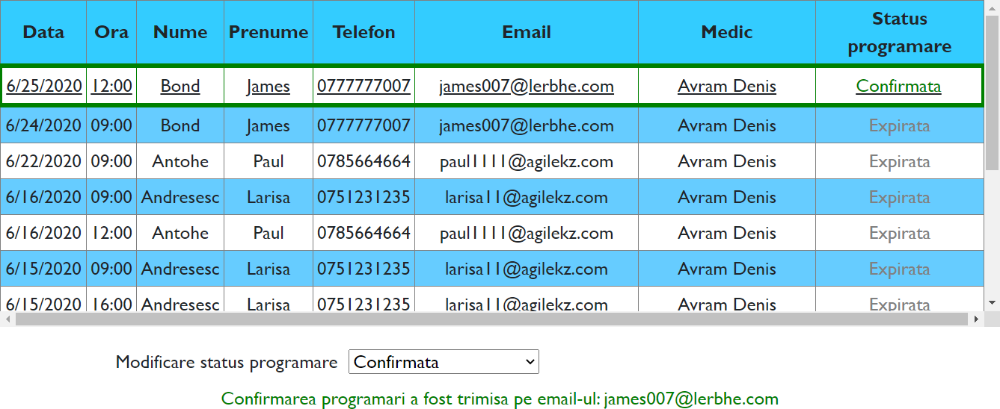 Data Ora Nume Prenume Telefon Email Medic Status programare
6/25/2020 12:00 Bond James 0777777007 james007@lerbhe.com Avram Denis Confirmata
6/24/2020 09:00 Bond James 0777777007 james007@lerbhe.com Avram Denis Expirata
6/22/2020 09:00 Antohe Paul 0785664664 paul1111@agilekz.com Avram Denis Expirata
6/16/2020 09:00 Andresesc Larisa 0751231235 larisa11@agilekz.com Avram Denis Expirata
6/16/2020 12:00 Antohe Paul 0785664664 paul1111@agilekz.com Avram Denis Expirata
6/15/2020 09:00 Andresesc Larisa 0751231235 larisa11@agilekz.com Avram Denis Expirata
6/15/2020 16:00 Andresesc Larisa 0751231235 larisa11@agilekz.com Avram Denis Expirata
Modificare status programare Confirmata
Confirmarea programari a fost trimisa pe email-ul: james007@lerbhe.com